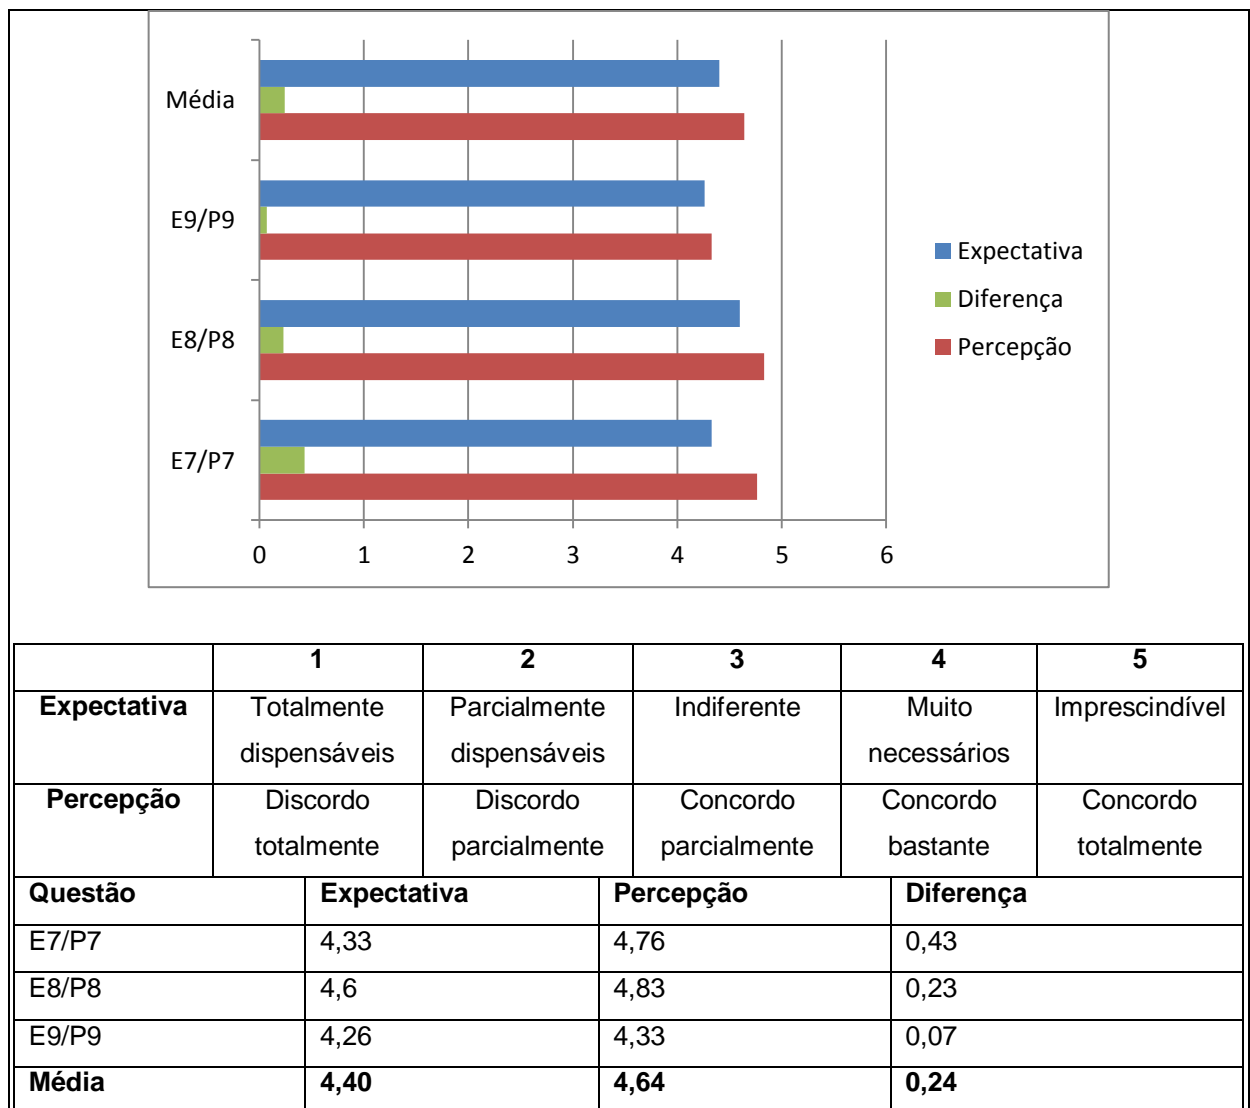 Média
E9/P9
E8/P8
E7/P7
0 1 2 3 4 5 6
Expectativa
Diferença
Percepção
1 2 3 4 5
Expectativa Totalmente dispensáveis Parcialmente dispensáveis Indiferente Muito necessários Imprescindível
Percepção Discordo totalmente Discordo parcialmente Concordo parcialmente Concordo bastante Concordo totalmente
Questão Expectativa Percepção Diferença
E7/P7 4,33 4,76 0,43
E8/P8 4,6 4,83 0,23
E9/P9 4,26 4,33 0,07
Média 4,40 4,64 0,24